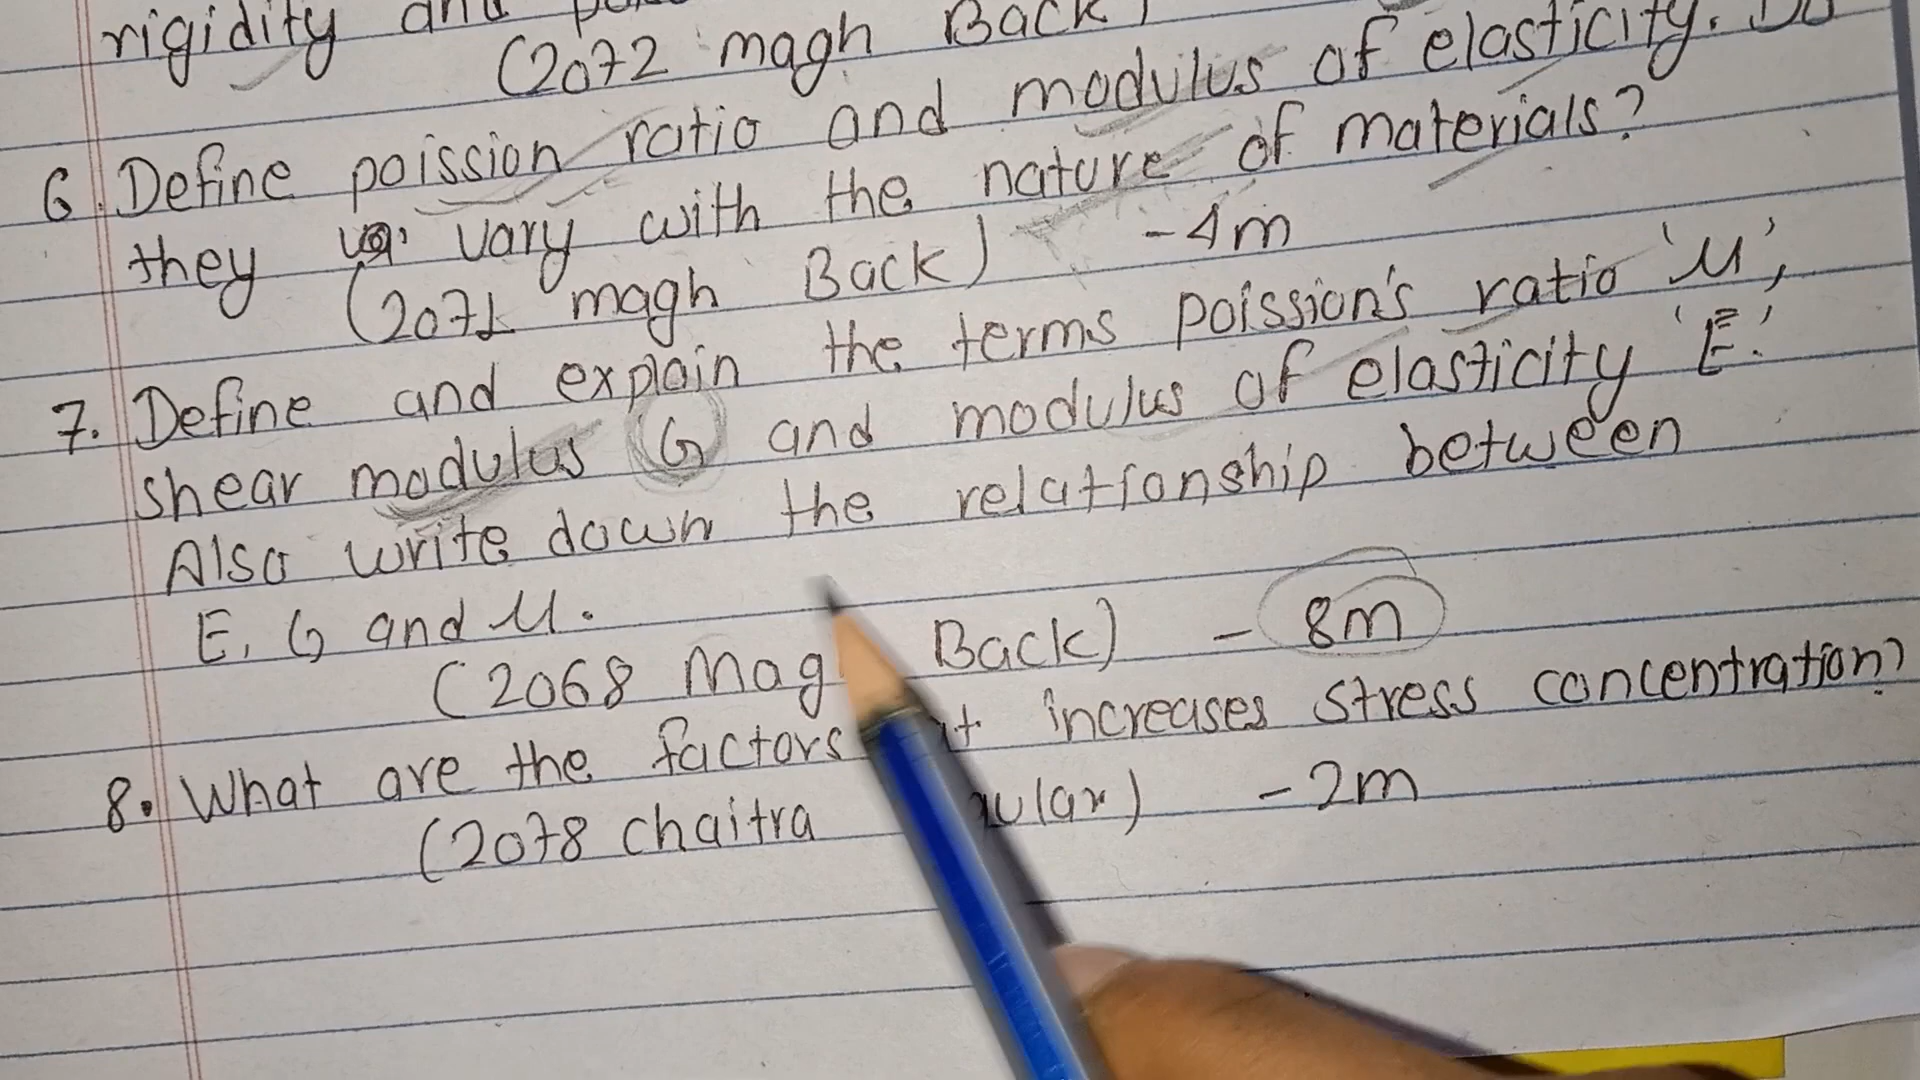 rigidity and
(2072 magh Back)
6. Define poission ratio and modulus of elasticity. Do
they vary with the nature of materials?
(2071 magh Back) -4m
7. Define and explain the terms poission's ratio 'μ',
shear modulus G and modulus of elasticity 'E'.
Also write down the relationship between
E, G and μ.
(2068 Mag Back) - 8m
8. What are the factors increases stress concentration?
(2078 chaitra ular) -2m